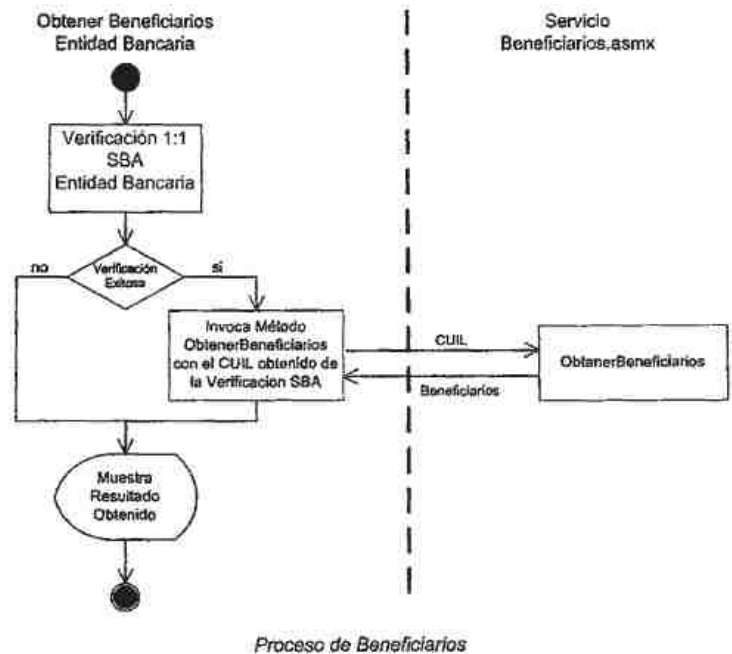 Obtener Beneficiarios
Entidad Bancaria
Servicio
Beneficiarios.asmx
Verificación 1:1
SBA
Entidad Bancaria
no
Verificación
Exitosa
si
Invoca Método
ObtenerBeneficiarios
con el CUIL obtenido de
la Verificacion SBA
CUIL
Beneficiarios
ObtenerBeneficiarios
Muestra
Resultado
Obtenido
Proceso de Beneficiarios